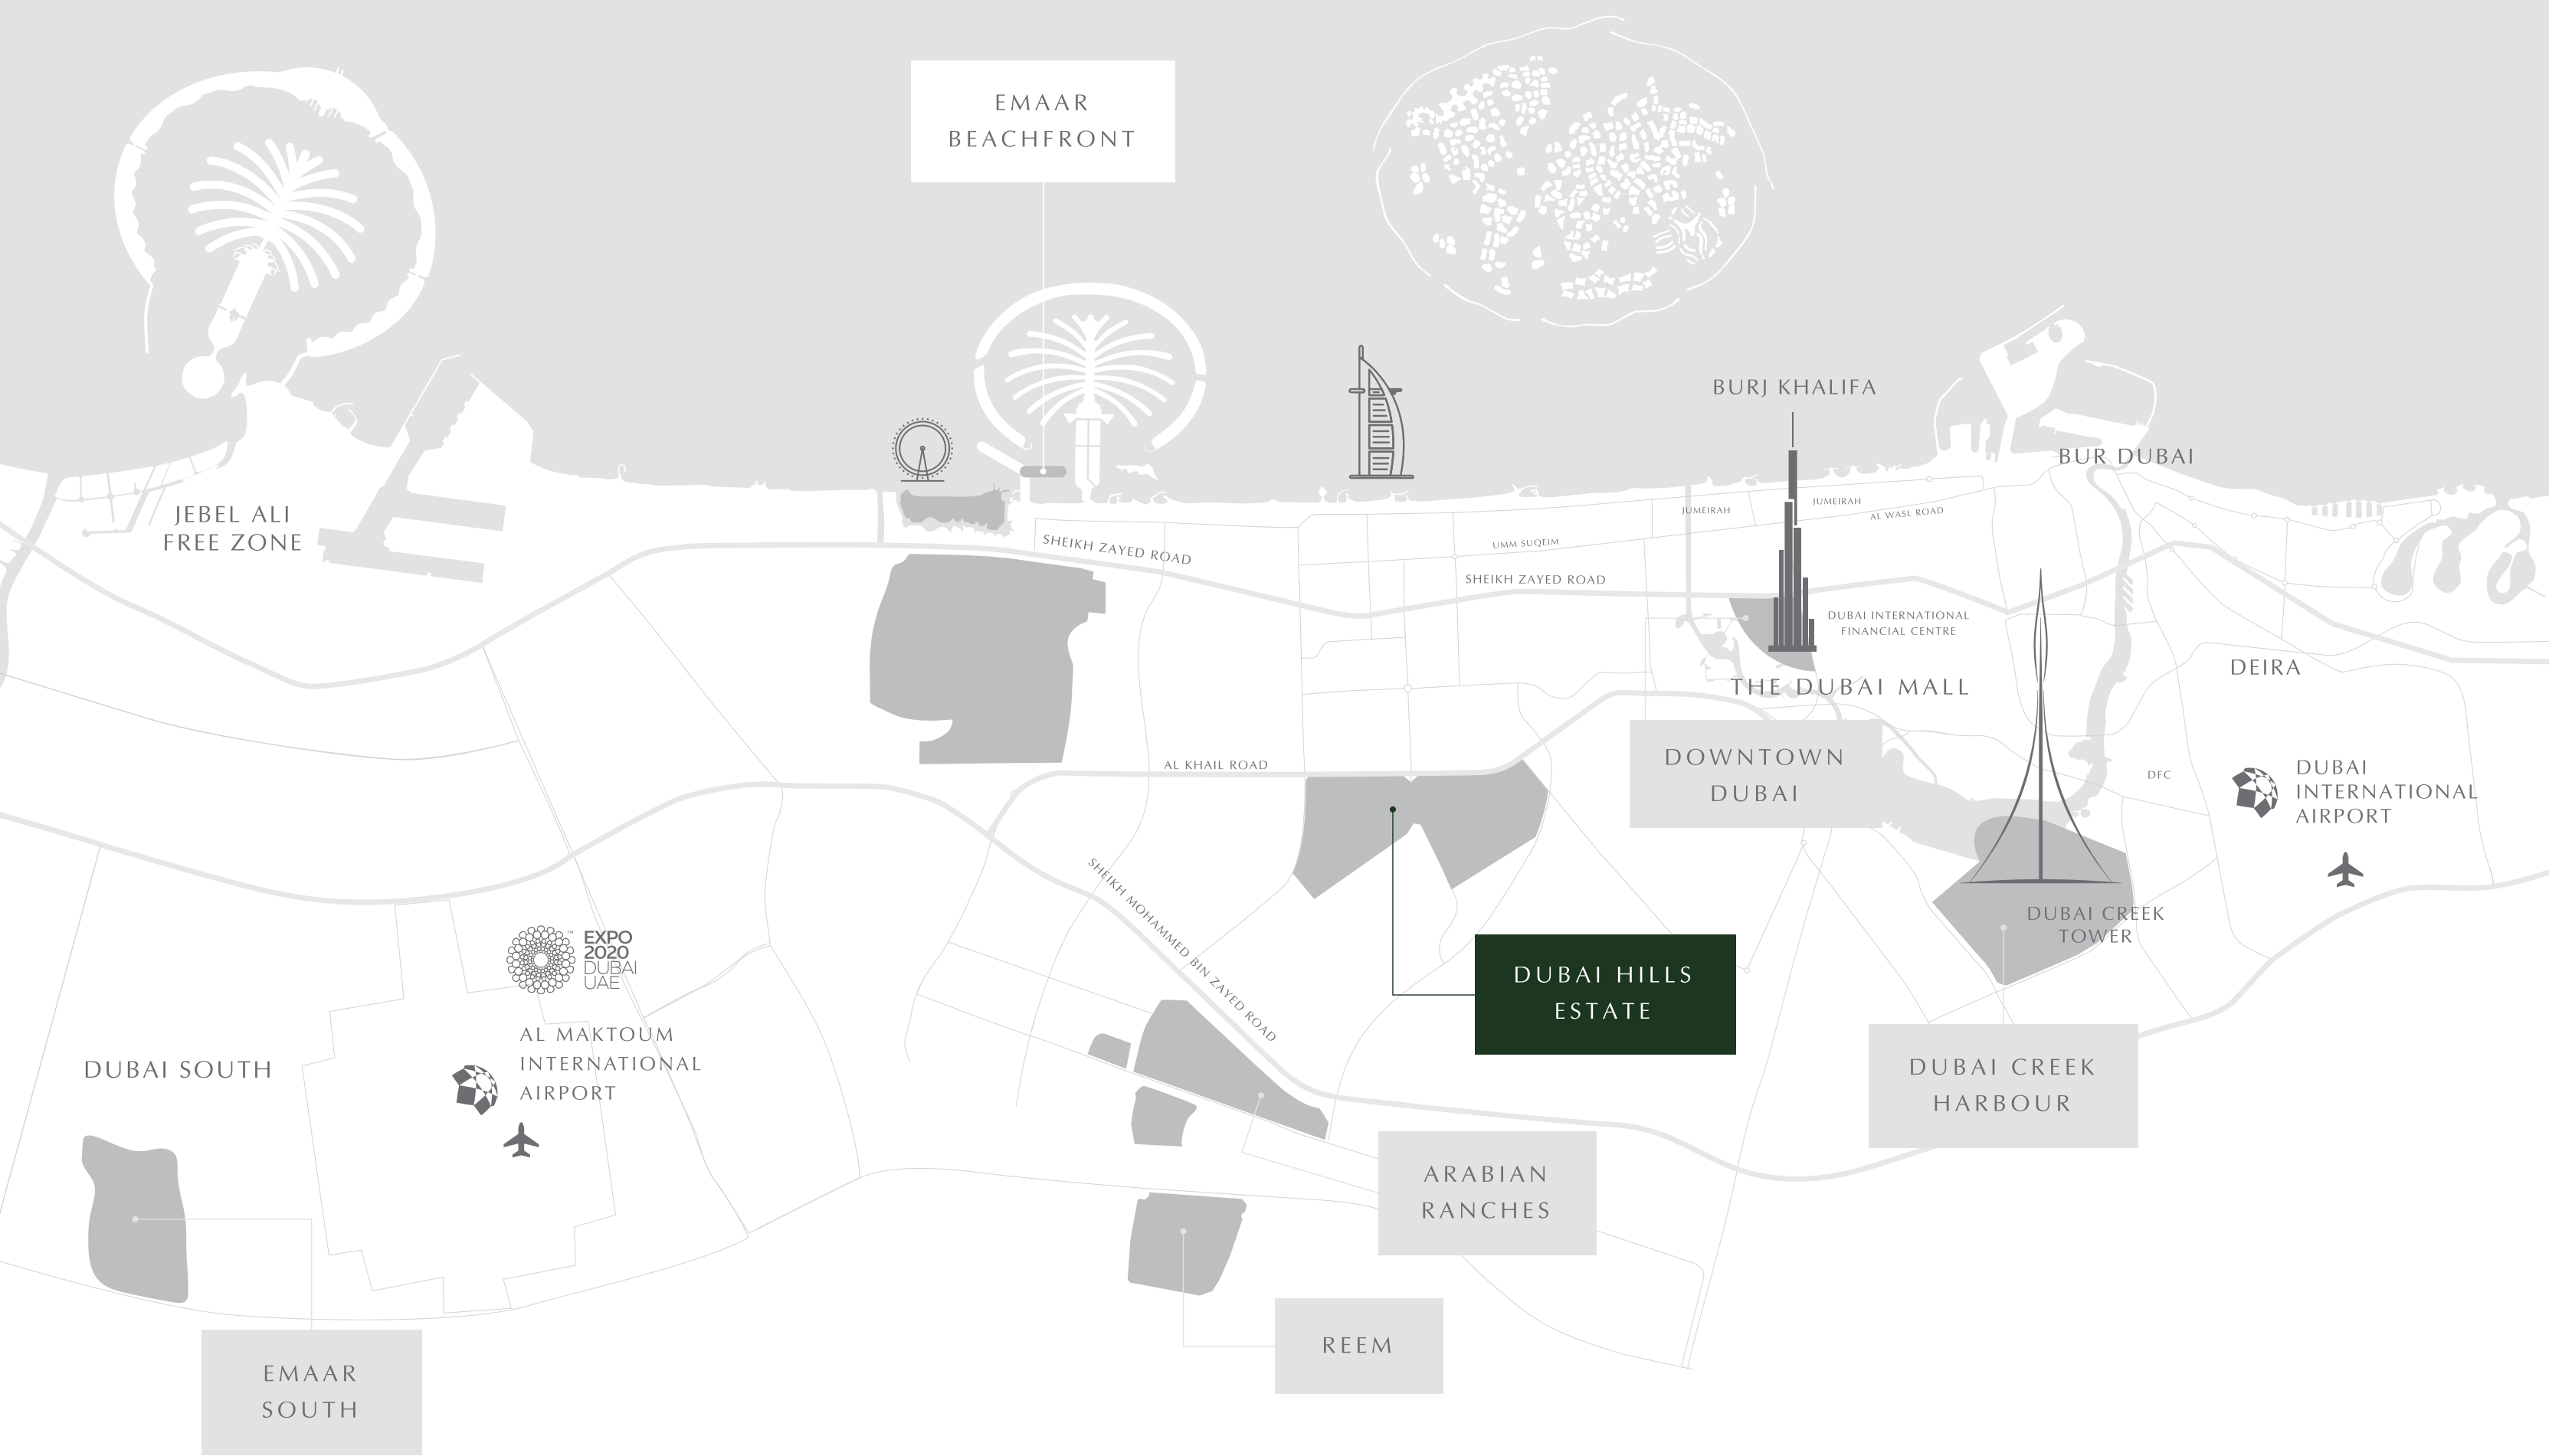 EMAAR
BEACHFRONT
BURJ KHALIFA
BUR DUBAI
JEBEL ALI
FREE ZONE
JUMEIRAH
JUMEIRAH
AL WASL ROAD
SHEIKH ZAYED ROAD
UMM SUQEIM
SHEIKH ZAYED ROAD
DUBAI INTERNATIONAL
FINANCIAL CENTRE
DEIRA
THE DUBAI MALL
DOWNTOWN
DUBAI
AL KHAIL ROAD
DFC
DUBAI
INTERNATIONAL
AIRPORT
SHEIKH MOHAMMED BIN ZAYED ROAD
DUBAI CREEK
TOWER
EXPO
2020
DUBAI
UAE
™
DUBAI HILLS
ESTATE
AL MAKTOUM
INTERNATIONAL
AIRPORT
DUBAI SOUTH
DUBAI CREEK
HARBOUR
ARABIAN
RANCHES
REEM
EMAAR
SOUTH